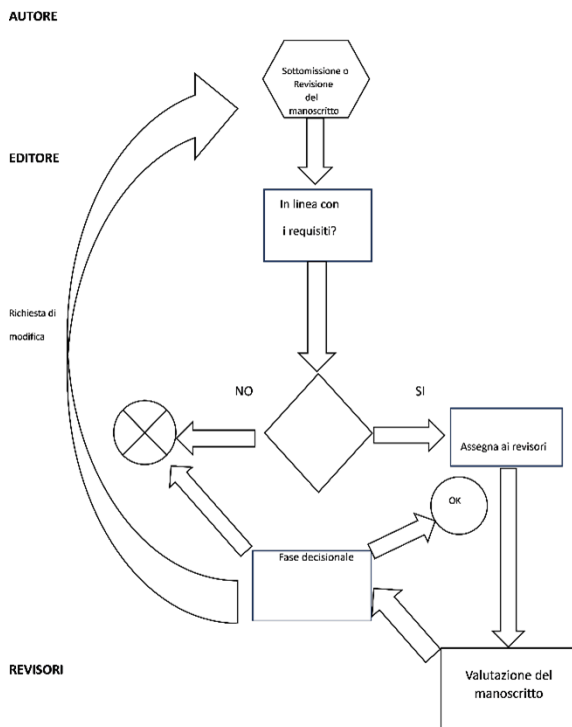 AUTORE
Sottomissione o
Revisione
del
manoscritto
EDITORE
In linea con
i requisiti?
Richiesta di
modifica
NO
SI
Assegna ai revisori
OK
Fase decisionale
REVISORI
Valutazione del
manoscritto